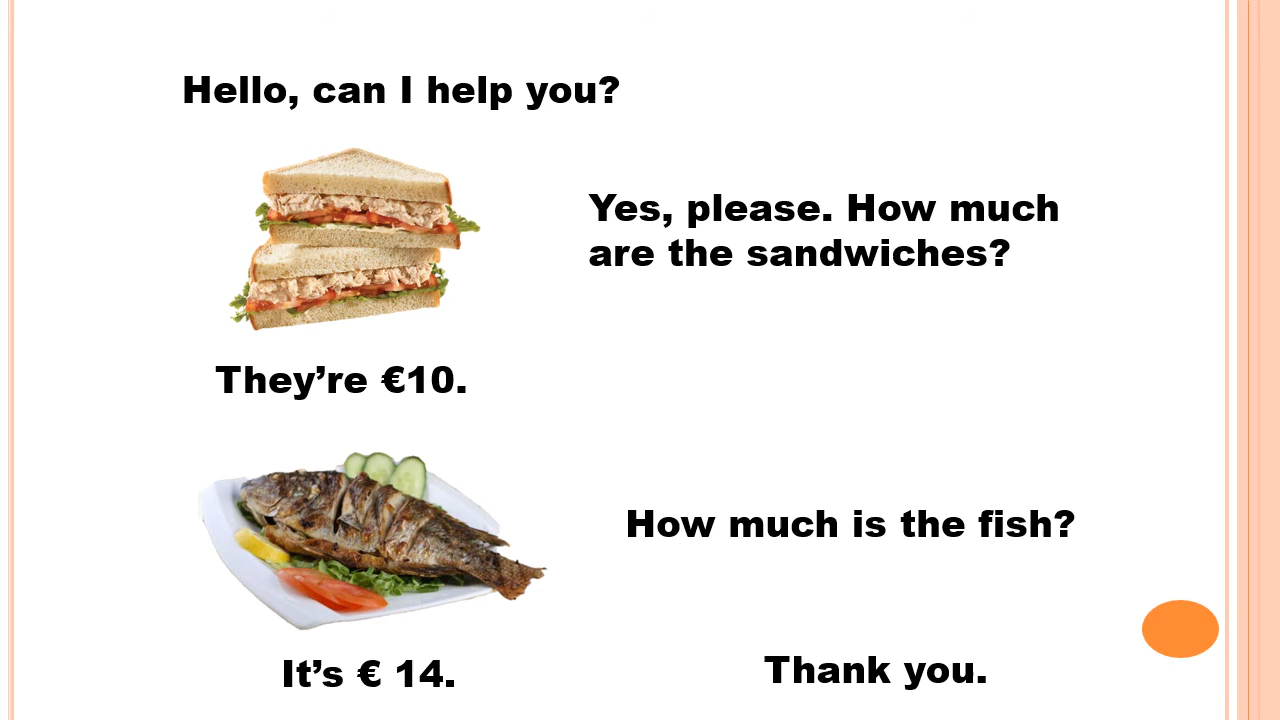 Hello, can I help you?
Yes, please. How much
are the sandwiches?
They’re €10.
How much is the fish?
It’s € 14.
Thank you.